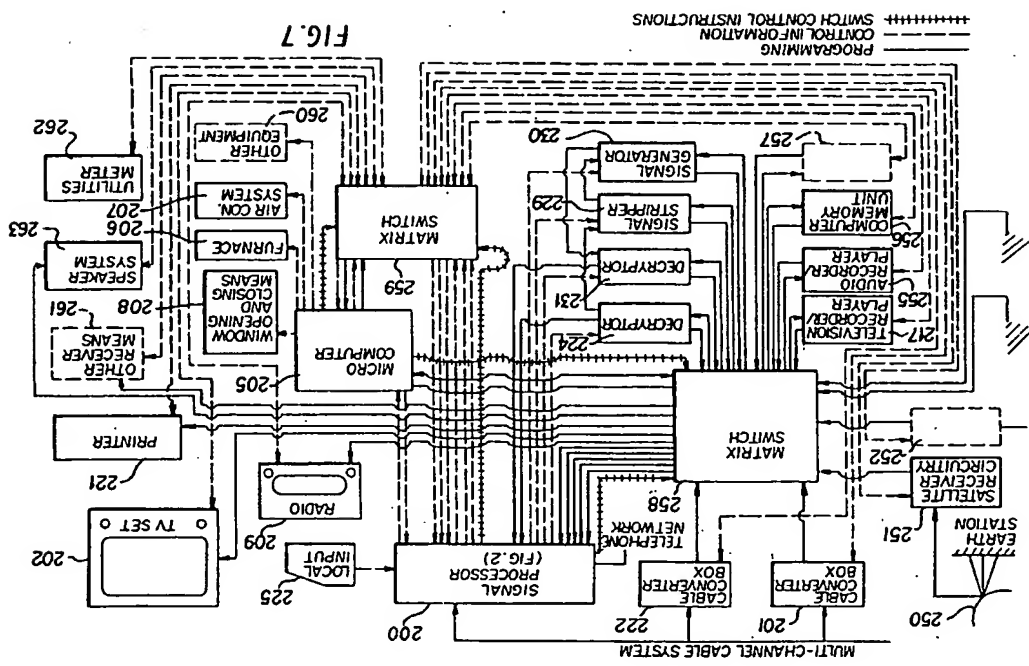 MULTI-CHANNEL CABLE SYSTEM
250
EARTH
STATION
201
CABLE
CONVERTER
BOX
222
CABLE
CONVERTER
BOX
200
SIGNAL
PROCESSOR
(FIG.2)
TELEPHONE
NETWORK
225
LOCAL
INPUT
202
TV SET
209
RADIO
251
SATELLITE
RECEIVER
CIRCUITRY
252
258
MATRIX
SWITCH
221
PRINTER
205
MICRO
COMPUTER
217
TELEVISION
RECORDER/
PLAYER
255
AUDIO
RECORDER/
PLAYER
256
COMPUTER
MEMORY
UNIT
257
224
DECRYPTOR
231
DECRYPTOR
229
SIGNAL
STRIPPER
230
SIGNAL
GENERATOR
259
MATRIX
SWITCH
208
WINDOW
OPENING
AND
CLOSING
MEANS
206
FURNACE
207
AIR CON.
SYSTEM
260
OTHER
EQUIPMENT
261
OTHER
RECEIVER
MEANS
263
SPEAKER
SYSTEM
262
UTILITIES
METER
FIG.7
PROGRAMMING
CONTROL INFORMATION
SWITCH CONTROL INSTRUCTIONS